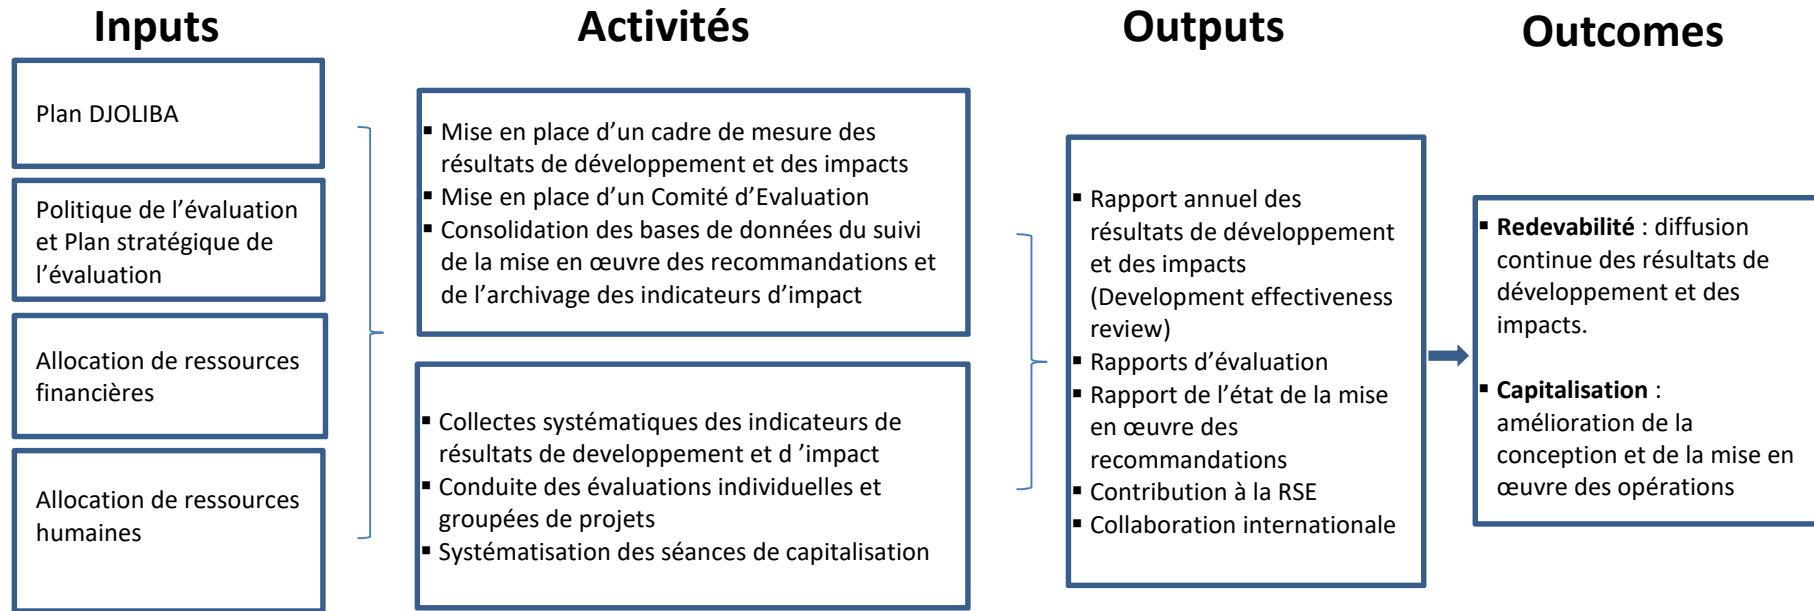 Inputs
Plan DJOLIBA
Politique de l’évaluation
et Plan stratégique de
l’évaluation
Allocation de ressources
financières
Allocation de ressources
humaines
Activités
▪ Mise en place d’un cadre de mesure des
résultats de développement et des impacts
▪ Mise en place d’un Comité d’Evaluation
▪ Consolidation des bases de données du suivi
de la mise en œuvre des recommandations et
de l’archivage des indicateurs d’impact
▪ Collectes systématiques des indicateurs de
résultats de developpement et d ’impact
▪ Conduite des évaluations individuelles et
groupées de projets
▪ Systématisation des séances de capitalisation
Outputs
▪ Rapport annuel des
résultats de développement
et des impacts
(Development effectiveness
review)
▪ Rapports d’évaluation
▪ Rapport de l’état de la mise
en œuvre des
recommandations
▪ Contribution à la RSE
▪ Collaboration internationale
Outcomes
▪ Redevabilité : diffusion
continue des résultats de
développement et des
impacts.
▪ Capitalisation :
amélioration de la
conception et de la mise en
œuvre des opérations